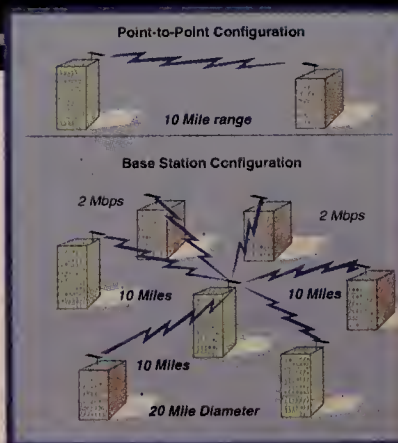 Point-to-Point Configuration
10 Mile range
Base Station Configuration
2 Mbps
2 Mbps
10 Miles
10 Miles
10 Miles
20 Mile Diameter